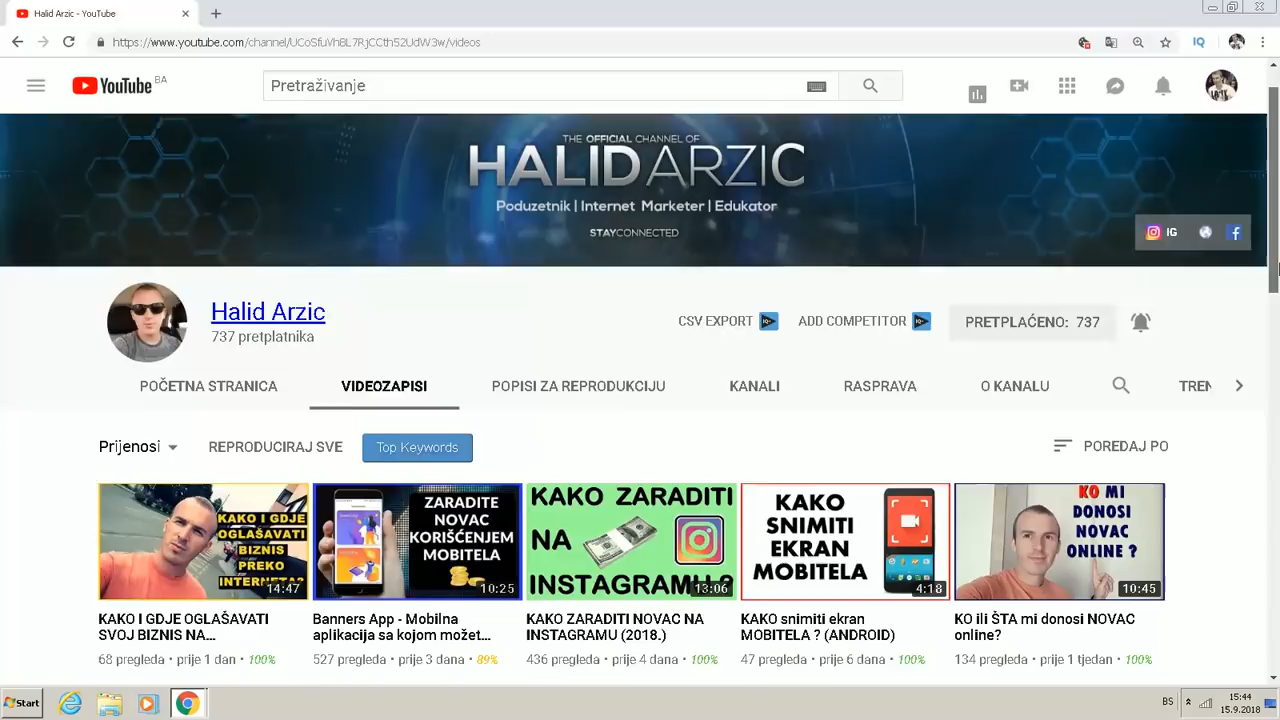 Halid Arzic - YouTube
https://www.youtube.com/channel/UCoSfuVh8L7RjCCth52UdW3w/videos
YouTube BA
Pretraživanje
THE OFFICIAL CHANNEL OF
HALIDARZIC
Poduzetnik | Internet Marketer | Edukator
STAYCONNECTED
IG
Halid Arzic
737 pretplatnika
CSV EXPORT
ADD COMPETITOR
PRETPLAĆENO: 737
POČETNA STRANICA VIDEOZAPISI POPISI ZA REPRODUKCIJU KANALI RASPRAVA O KANALU TREN
Prijenosi REPRODUCIRAJ SVE Top Keywords POREDAJ PO
KAKO I GDJE
OGLAŠAVATI
BIZNIS
PREKO
INTERNETA?
14:47
KAKO I GDJE OGLAŠAVATI
SVOJ BIZNIS NA...
68 pregleda • prije 1 dan • 100%
ZARADITE
NOVAC
KORIŠĆENJEM
MOBITELA
10:25
Banners App - Mobilna
aplikacija sa kojom možet...
527 pregleda • prije 3 dana • 89%
KAKO ZARADITI
NA
INSTAGRAMU?
13:06
KAKO ZARADITI NOVAC NA
INSTAGRAMU (2018.)
436 pregleda • prije 4 dana • 100%
KAKO
SNIMITI
EKRAN
MOBITELA
4:18
KAKO snimiti ekran
MOBITELA ? (ANDROID)
47 pregleda • prije 6 dana • 100%
KO MI
DONOSI
NOVAC
ONLINE ?
10:45
KO ili ŠTA mi donosi NOVAC
online?
134 pregleda • prije 1 tjedan • 100%
Start
BS
15:44
15.9.2018